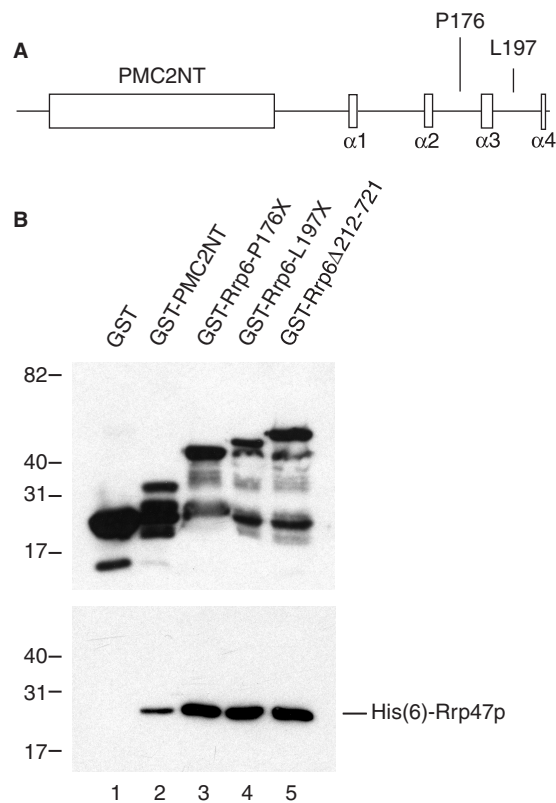 A
PMC2NT
P176
L197
α1
α2
α3
α4
B
GST
GST-PMC2NT
GST-Rrp6-P176X
GST-Rrp6-L197X
GST-Rrp6Δ212-721
82–
40–
31–
17–
40–
31–
17–
His(6)-Rrp47p
1 2 3 4 5